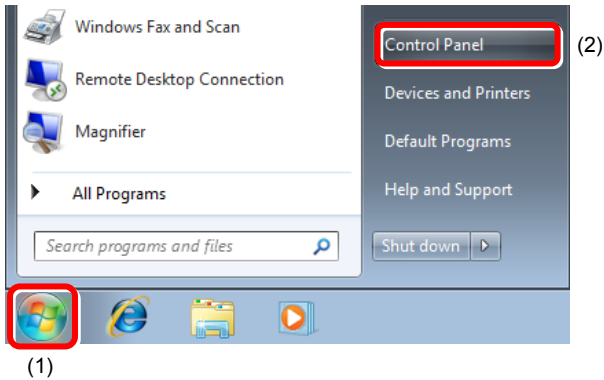 Windows Fax and Scan
Remote Desktop Connection
Magnifier
All Programs
Search programs and files
Control Panel
(2)
Devices and Printers
Default Programs
Help and Support
Shut down
(1)